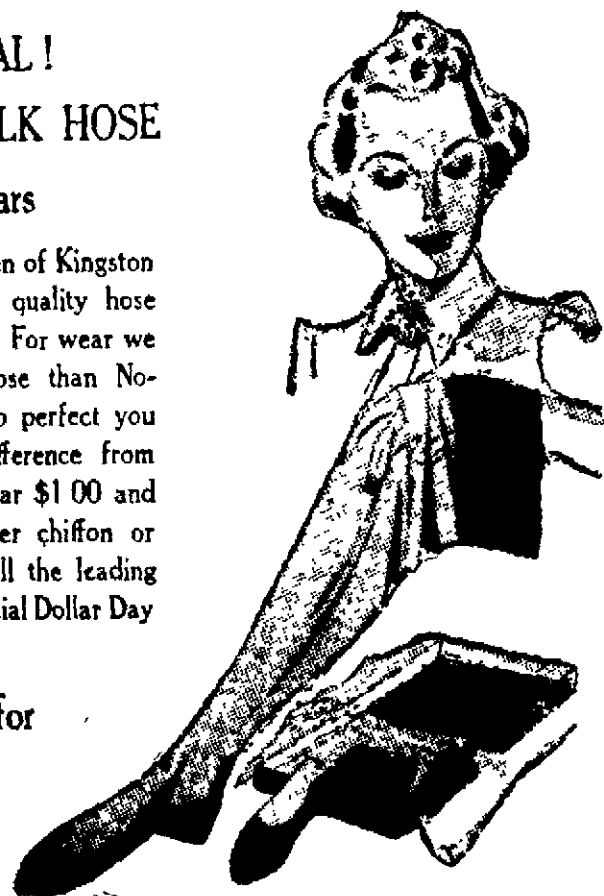 AL!
LK HOSE
ars
en of Kingston
quality hose
For wear we
ose than No-
o perfect you
fference from
ar $1 00 and
er chiffon or
ll the leading
ial Dollar Day
for